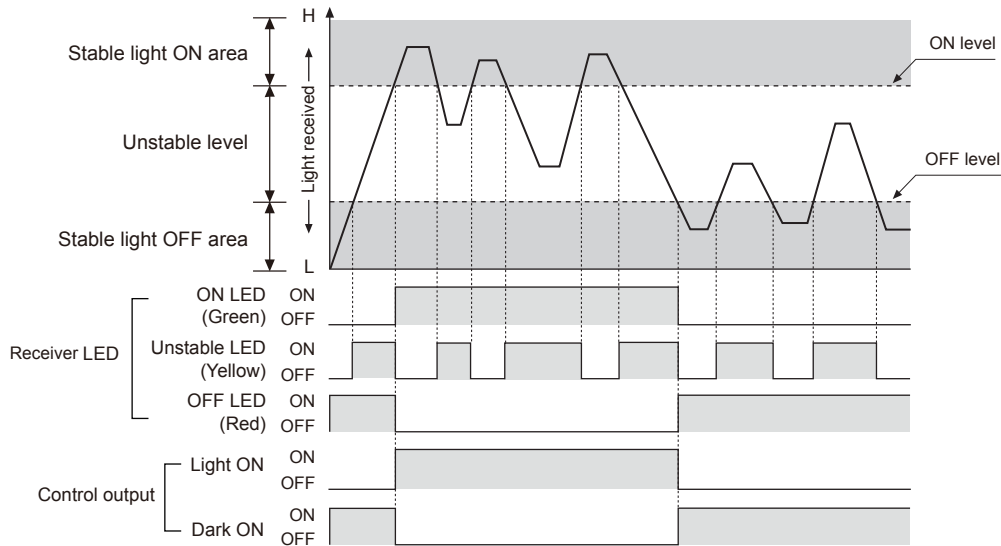 H
Stable light ON area
ON level
Unstable level
Light received
OFF level
Stable light OFF area
L
ON LED
(Green)
ON
OFF
Receiver LED
Unstable LED
(Yellow)
ON
OFF
OFF LED
(Red)
ON
OFF
Control output
Light ON
ON
OFF
Dark ON
ON
OFF